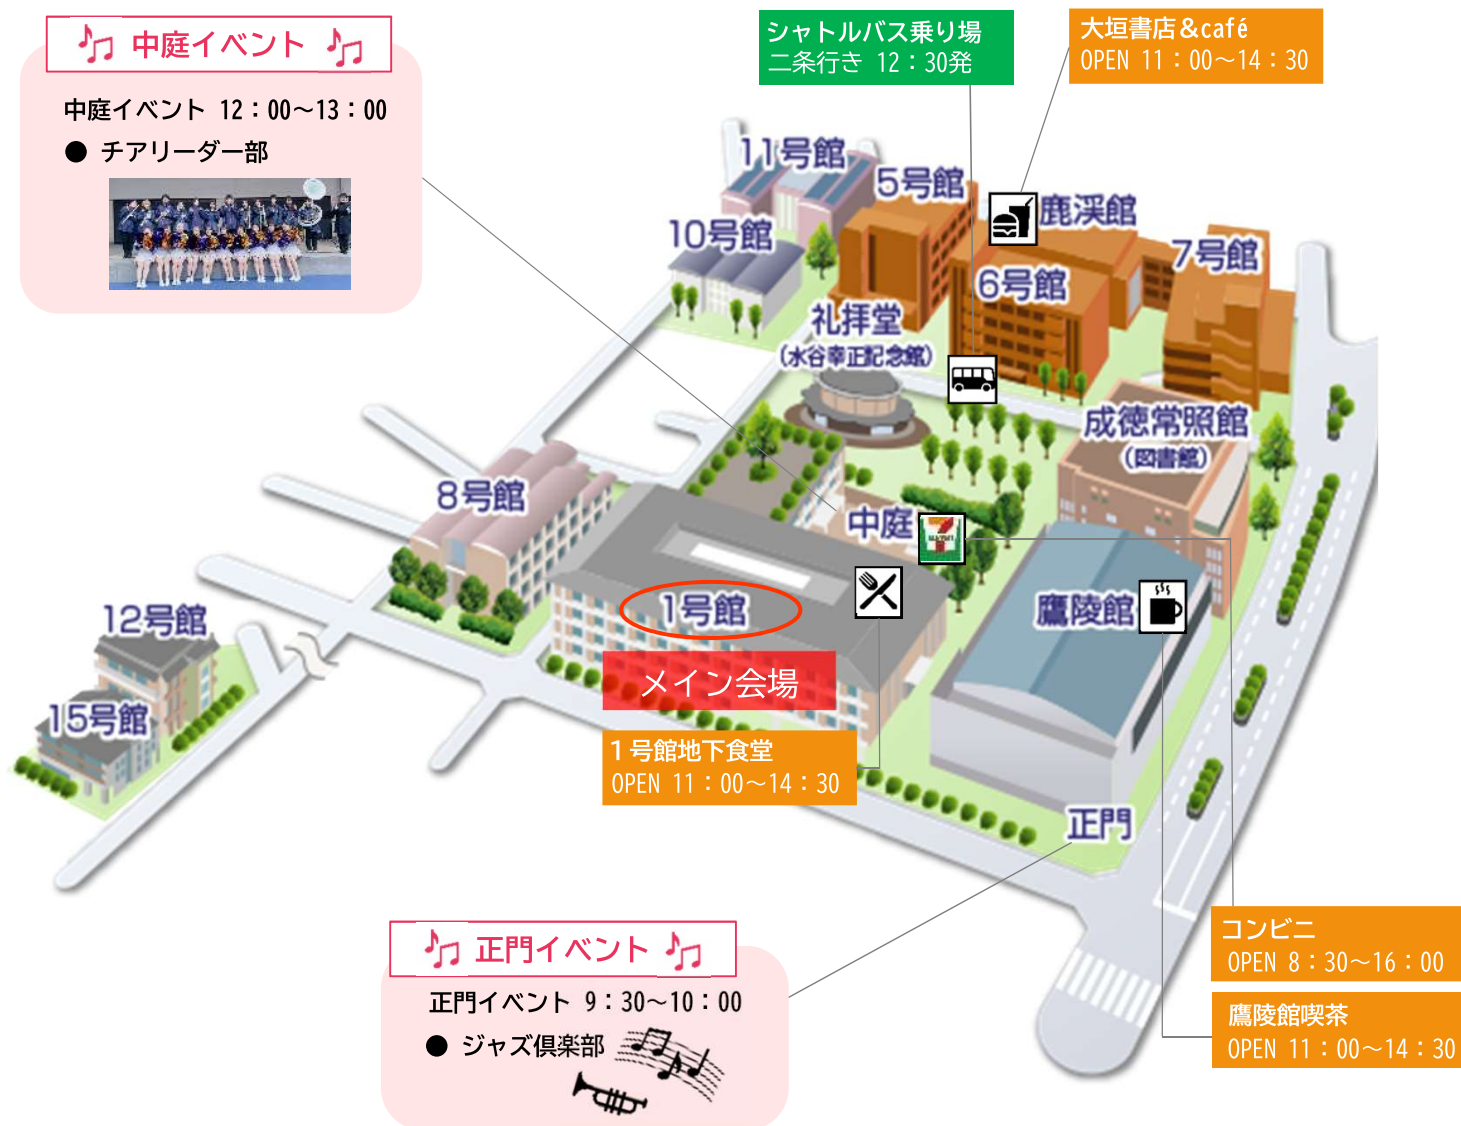 中庭イベント
中庭イベント 12：00～13：00
● チアリーダー部
シャトルバス乗り場
二条行き 12：30発
大垣書店＆café
OPEN 11：00～14：30
11号館
5号館
鹿渓館
10号館
7号館
6号館
礼拝堂
（水谷幸正記念館）
成徳常照館
（図書館）
8号館
中庭
1号館
鷹陵館
12号館
メイン会場
15号館
１号館地下食堂
OPEN 11：00～14：30
正門
コンビニ
OPEN 8：30～16：00
鷹陵館喫茶
OPEN 11：00～14：30
正門イベント
正門イベント 9：30～10：00
● ジャズ倶楽部